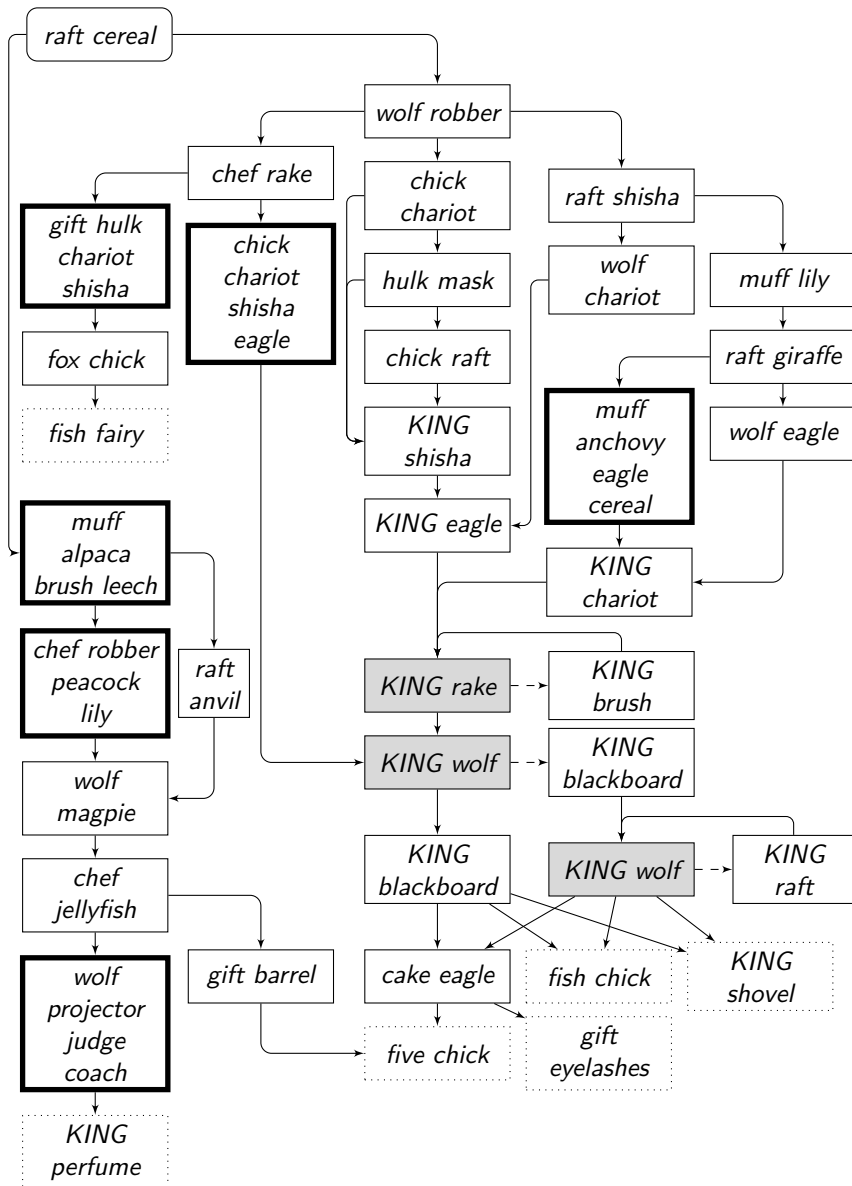 raft cereal
wolf robber
chef rake
chick
chariot
raft shisha
gift hulk
chariot
shisha
chick
chariot
shisha
eagle
hulk mask
wolf
chariot
muff lily
fox chick
chick raft
raft giraffe
fish fairy
KING
shisha
muff
anchovy
eagle
cereal
wolf eagle
muff
alpaca
brush leech
KING eagle
KING
chariot
chef robber
peacock
lily
raft
anvil
KING rake
KING
brush
wolf
magpie
KING wolf
KING
blackboard
chef
jellyfish
KING
blackboard
KING wolf
KING
raft
wolf
projector
judge
coach
gift barrel
cake eagle
fish chick
KING
shovel
five chick
gift
eyelashes
KING
perfume